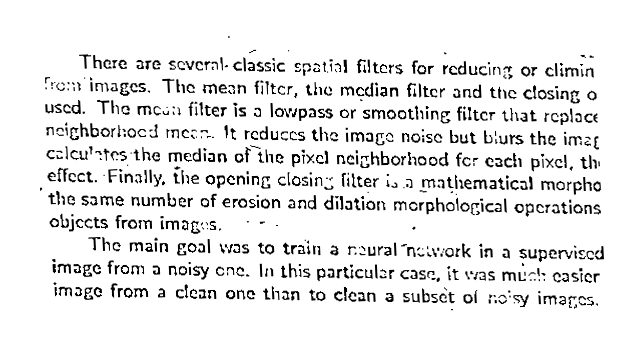 There are several classic spatial filters for reducing or elimin
from images. The mean filter, the median filter and the closing o
used. The mean filter is a lowpass or smoothing filter that replace
neighborhood mean. It reduces the image noise but blurs the imag
calculates the median of the pixel neighborhood for each pixel, th
effect. Finally, the opening closing filter is a mathematical morpho
the same number of erosion and dilation morphological operations
objects from images.
The main goal was to train a neural network in a supervised
image from a noisy one. In this particular case, it was much easier
image from a clean one than to clean a subset of noisy images.